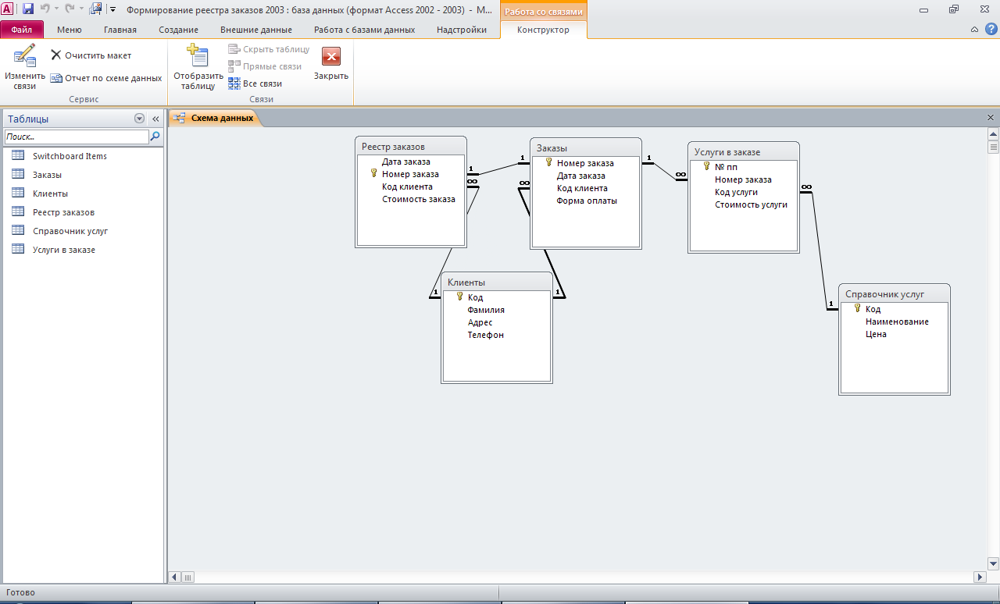 Формирование реестра заказов 2003 : база данных (формат Access 2002 - 2003) - M...
Работа со связями
Файл
Меню
Главная
Создание
Внешние данные
Работа с базами данных
Надстройки
Конструктор
Изменить связи
Очистить макет
Отчет по схеме данных
Сервис
Отобразить таблицу
Скрыть таблицу
Прямые связи
Все связи
Закрыть
Связи
Таблицы
Поиск...
Switchboard Items
Заказы
Клиенты
Реестр заказов
Справочник услуг
Услуги в заказе
Схема данных
Реестр заказов
Дата заказа
Номер заказа
Код клиента
Стоимость заказа
1
∞
Заказы
Номер заказа
Дата заказа
Код клиента
Форма оплаты
1
∞
1
Услуги в заказе
№ пп
Номер заказа
Код услуги
Стоимость услуги
∞
∞
Клиенты
Код
Фамилия
Адрес
Телефон
1
1
Справочник услуг
Код
Наименование
Цена
1
Готово